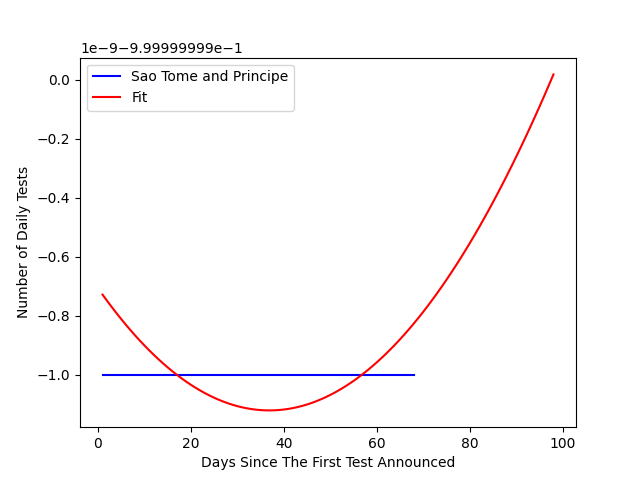 1e−9−9.99999999e−1
Sao Tome and Principe
Fit
0.0
−0.2
−0.4
−0.6
−0.8
−1.0
Number of Daily Tests
0 20 40 60 80 100
Days Since The First Test Announced